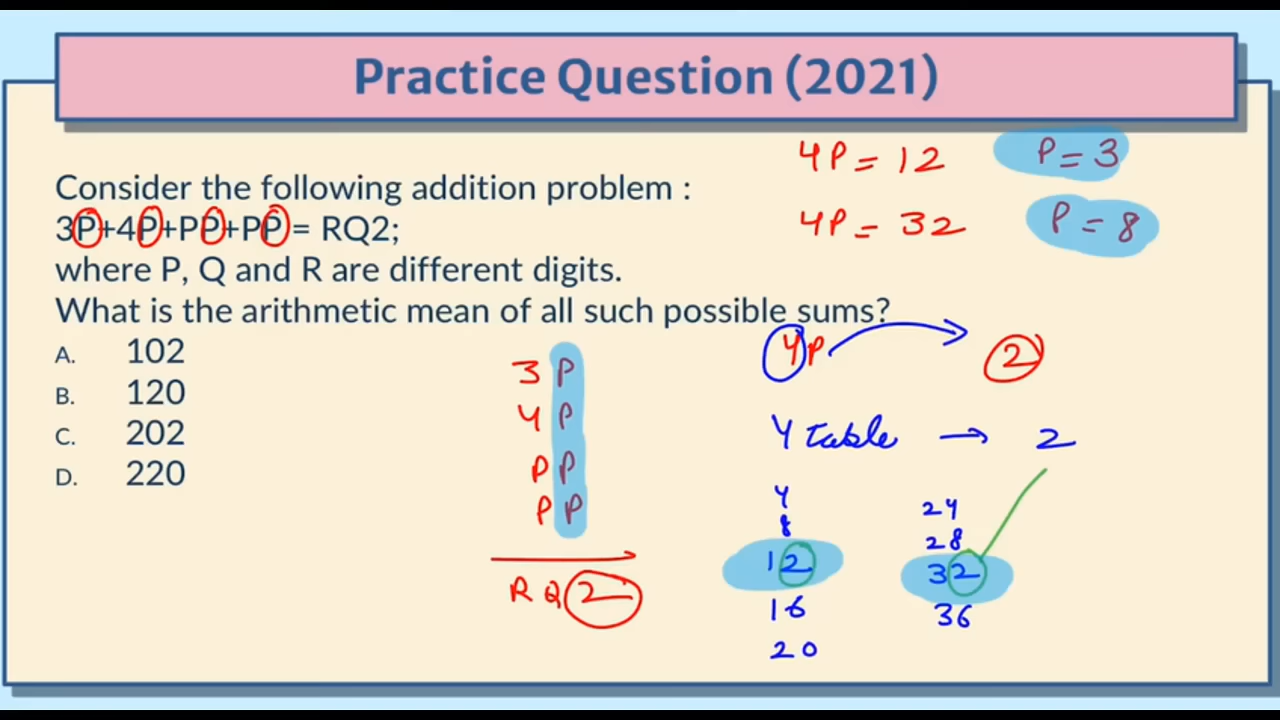 Practice Question (2021)
4P = 12 P = 3
4P = 32 P = 8
Consider the following addition problem :
3P+4P+PP+PP = RQ2;
where P, Q and R are different digits.
What is the arithmetic mean of all such possible sums?
A. 102
B. 120
C. 202
D. 220
3 P
4 P
P P
P P
R Q 2
4P 2
4 table → 2
4
8
12
16
20
24
28
32
36